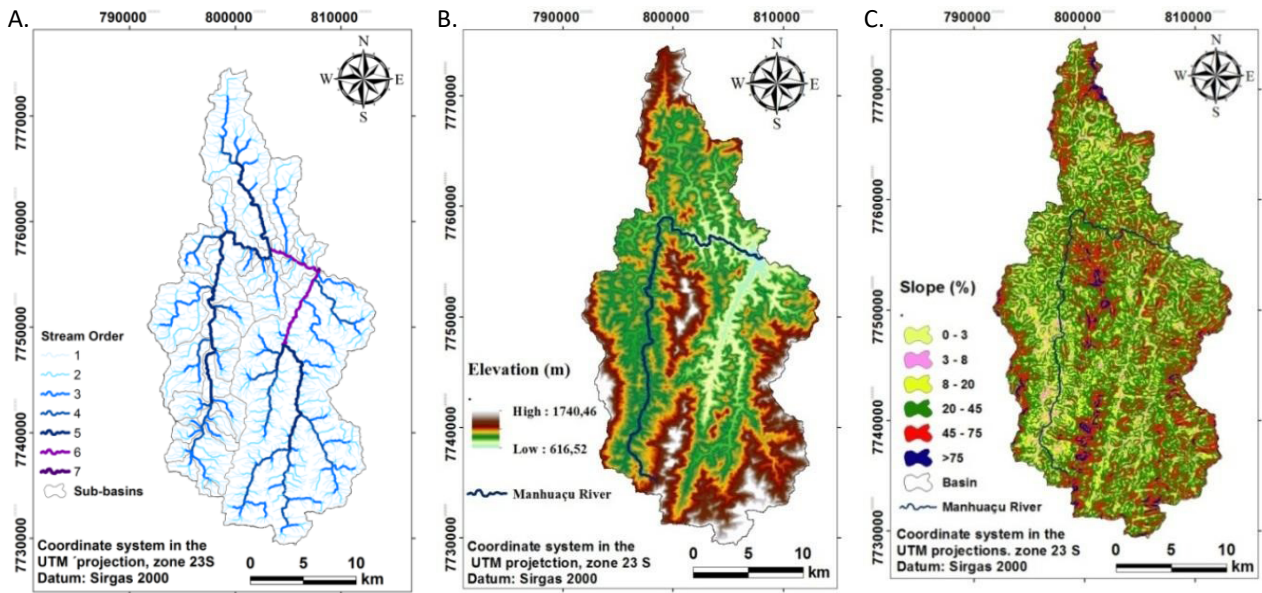 A.
790000 800000 810000
N
W E
S
7770000
7760000
7750000
7740000
7730000
Stream Order
1
2
3
4
5
6
7
Sub-basins
Coordinate system in the
UTM ´projection, zone 23S
Datum: Sirgas 2000
0 5 10
km
B.
790000 800000 810000
N
W E
S
7770000
7760000
7750000
7740000
7730000
Elevation (m)
High : 1740,46
Low : 616,52
Manhuaçu River
Coordinate system in the
UTM projetction, zone 23 S
Datum: Sirgas 2000
0 5 10
km
C.
790000 800000 810000
N
W E
S
7770000
7760000
7750000
7740000
7730000
Slope (%)
0 - 3
3 - 8
8 - 20
20 - 45
45 - 75
>75
Basin
Manhuaçu River
Coordinate system in the
UTM projections. zone 23 S
Datum: Sirgas 2000
0 5 10
km